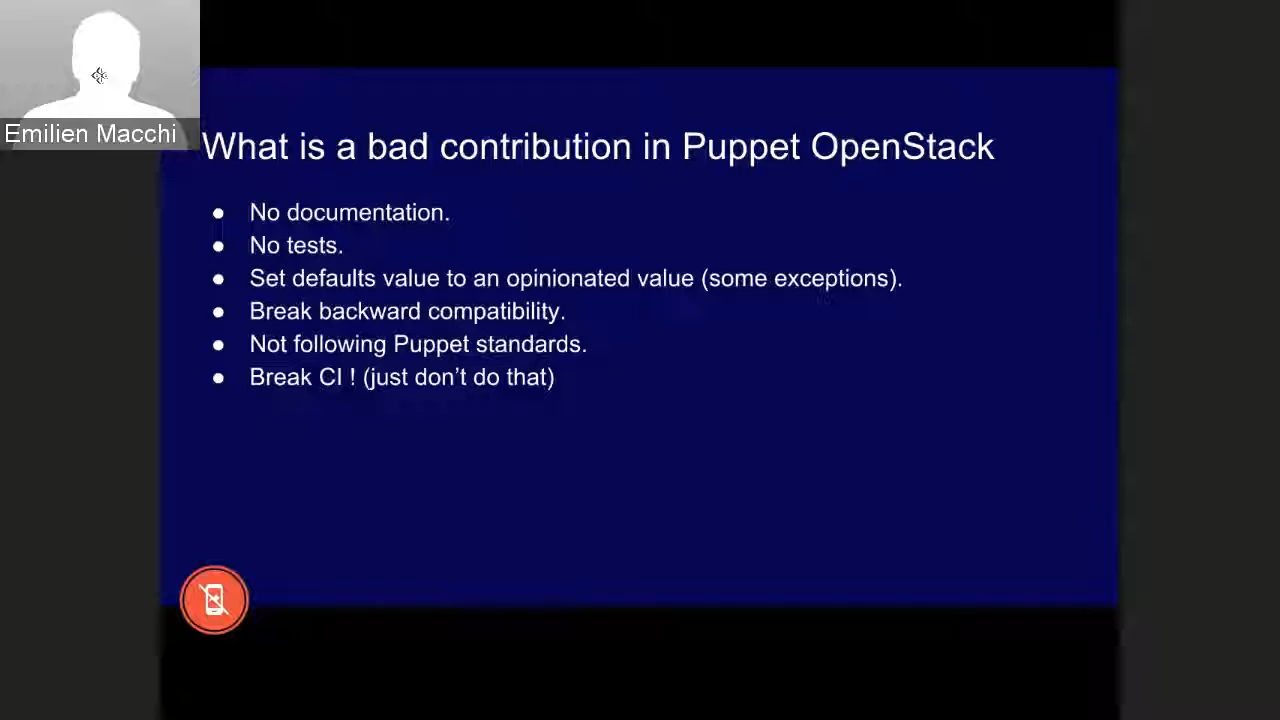 Emilien Macchi
What is a bad contribution in Puppet OpenStack
● No documentation.
● No tests.
● Set defaults value to an opinionated value (some exceptions).
● Break backward compatibility.
● Not following Puppet standards.
● Break CI ! (just don't do that)